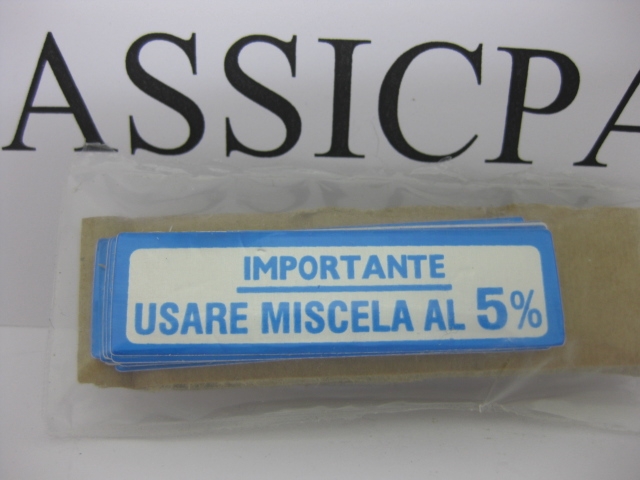 ASSICPA
IMPORTANTE
USARE MISCELA AL 5%